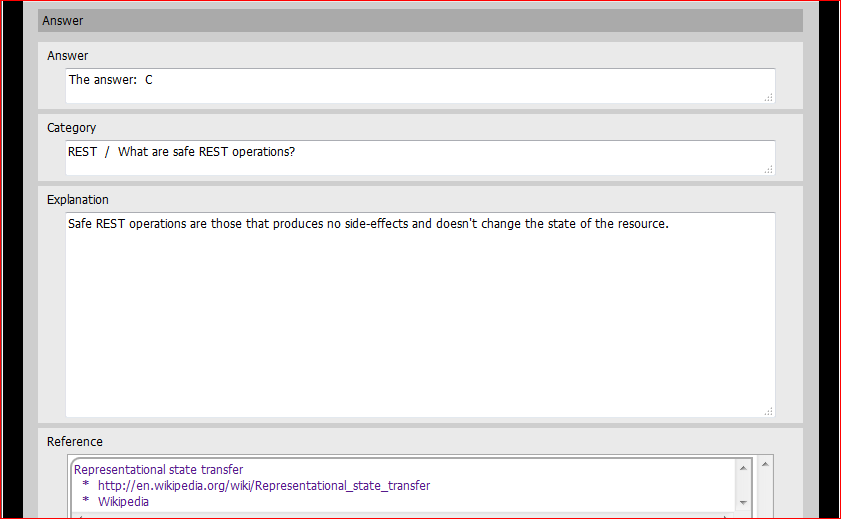 Answer
Answer
The answer:  C
Category
REST  /  What are safe REST operations?
Explanation
Safe REST operations are those that produces no side-effects and doesn't change the state of the resource.
Reference
Representational state transfer
*  http://en.wikipedia.org/wiki/Representational_state_transfer
*  Wikipedia